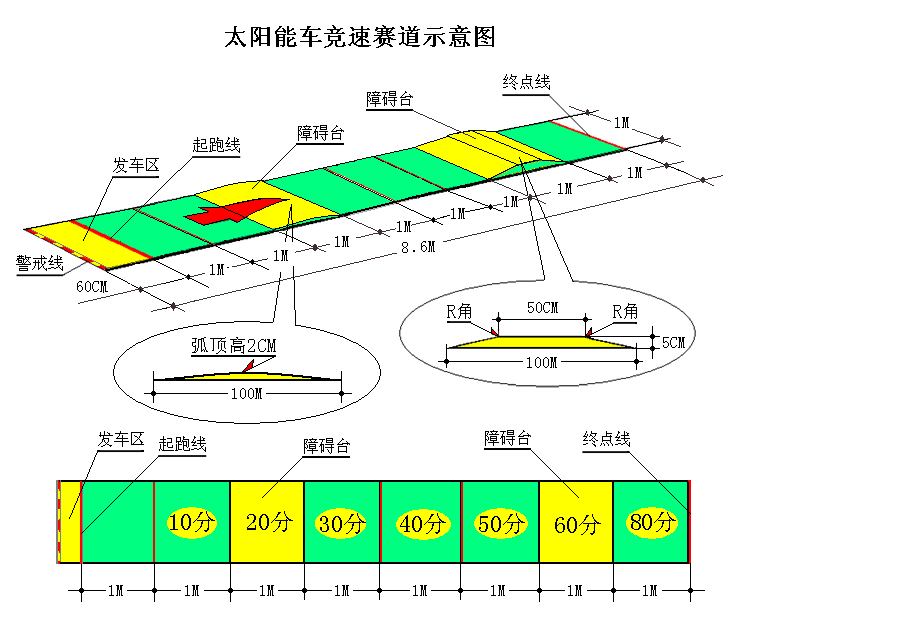 太阳能车竞速赛道示意图
终点线
障碍台
1M
障碍台
起跑线
发车区
警戒线
60CM
1M
1M
1M
1M
1M
1M
1M
1M
8.6M
弧顶高2CM
100M
R角
50CM
R角
5CM
100M
发车区
起跑线
障碍台
障碍台
终点线
10分
20分
30分
40分
50分
60分
80分
1M
1M
1M
1M
1M
1M
1M
1M